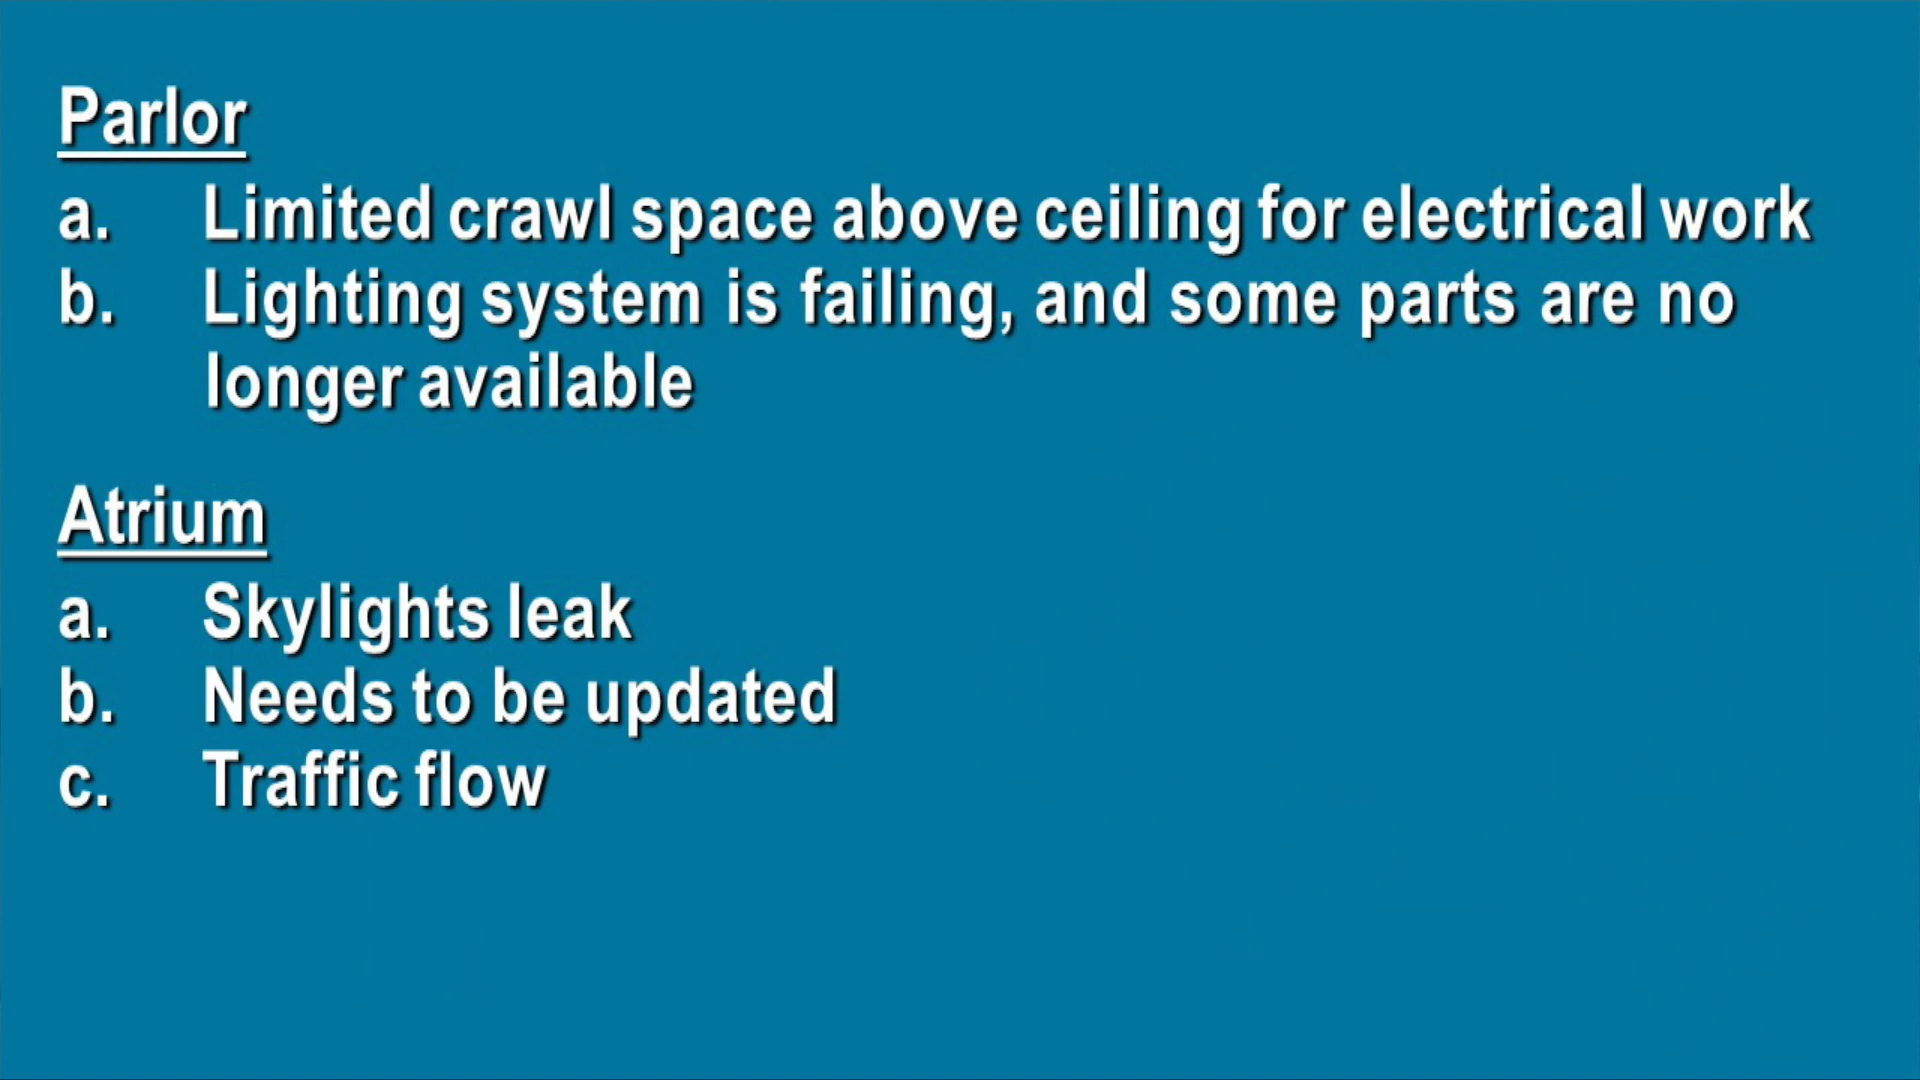 Parlor
a. Limited crawl space above ceiling for electrical work
b. Lighting system is failing, and some parts are no
longer available
Atrium
a. Skylights leak
b. Needs to be updated
c. Traffic flow